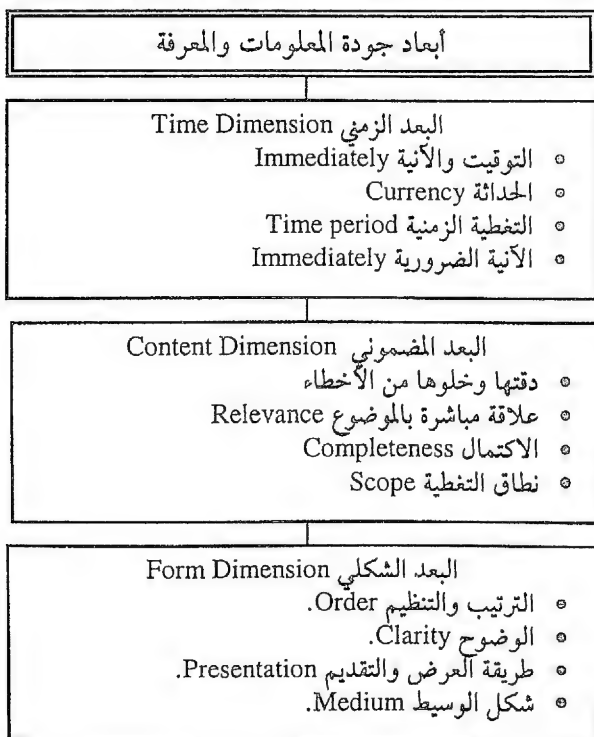 أبعاد جودة المعلومات والمعرفة
البعد الزمني Time Dimension
التوقيت والآنية Immediately
الحداثة Currency
التغطية الزمنية Time period
الآنية الضرورية Immediately
البعد المضموني Content Dimension
دقتها وخلوها من الأخطاء
علاقة مباشرة بالموضوع Relevance
الاكتمال Completeness
نطاق التغطية Scope
البعد الشكلي Form Dimension
الترتيب والتنظيم Order.
الوضوح Clarity.
طريقة العرض والتقديم Presentation.
شكل الوسيط Medium.